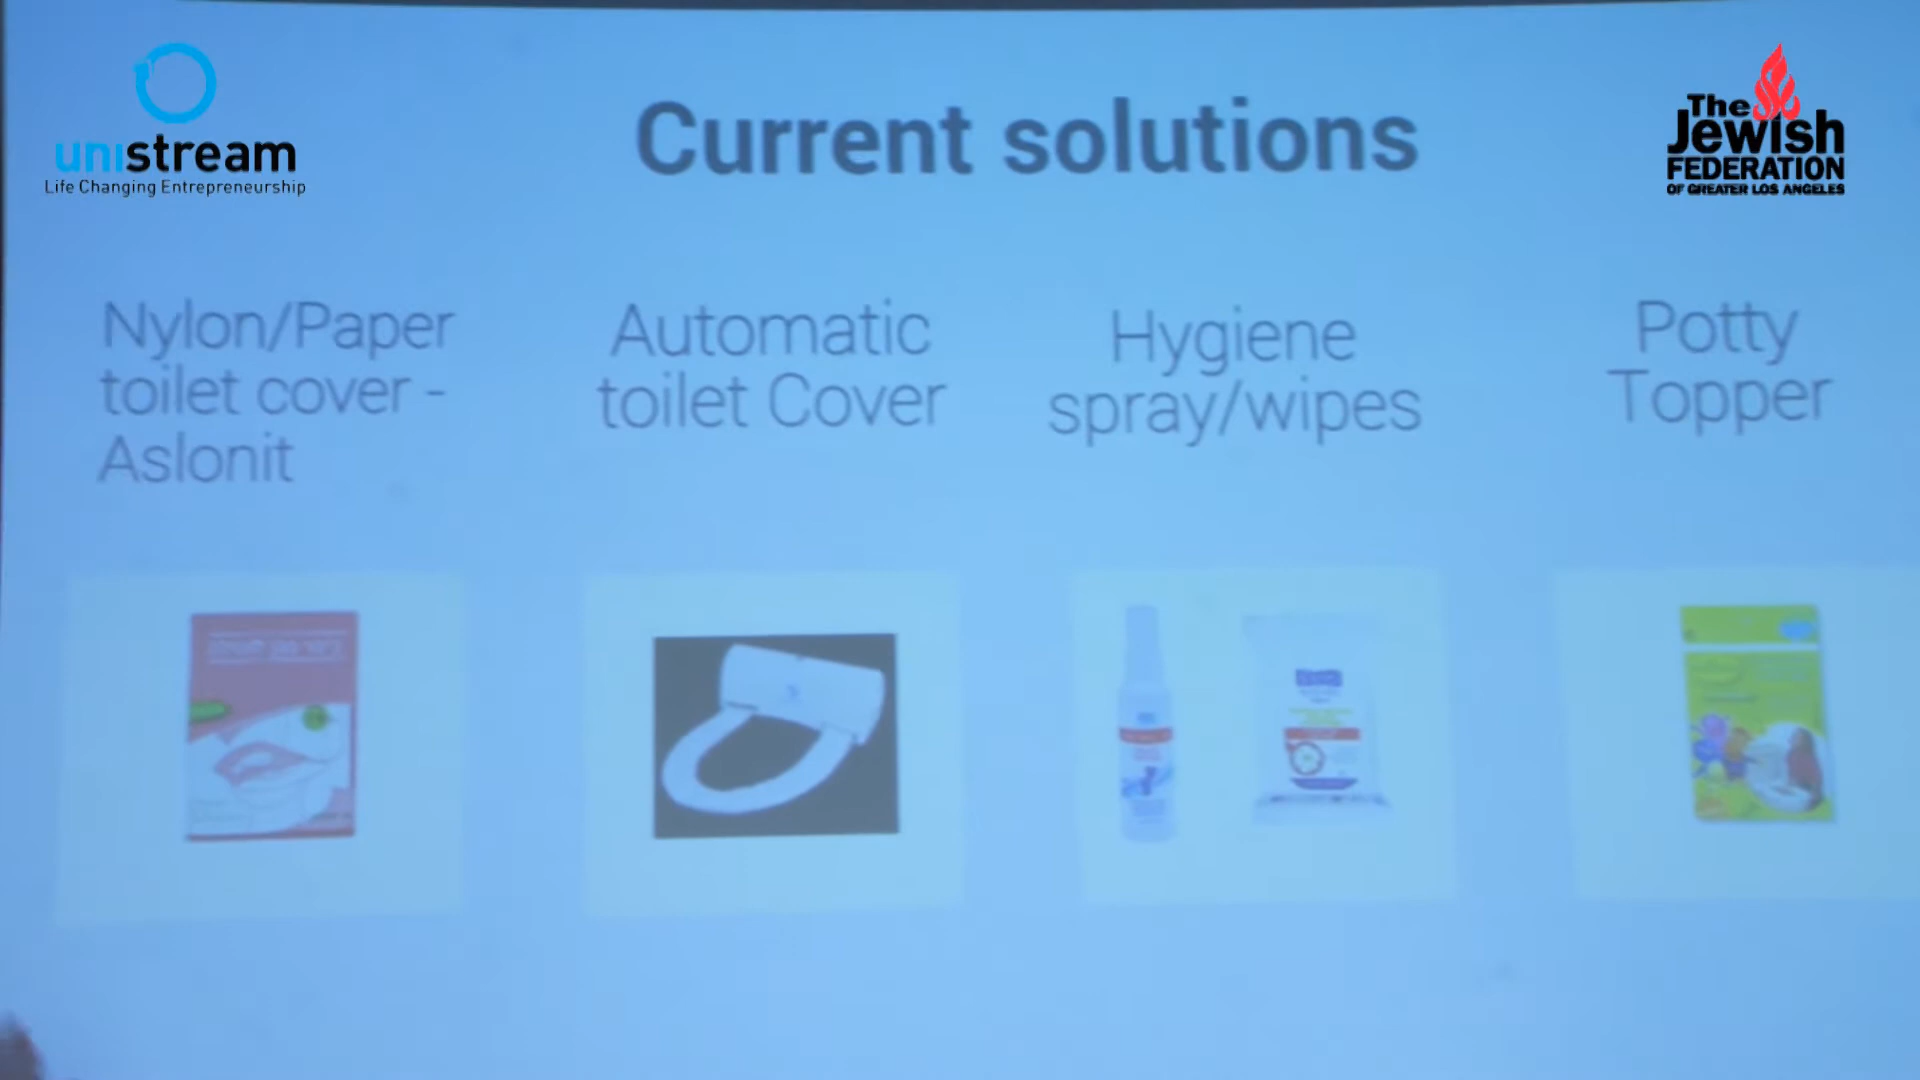 unistream
Life Changing Entrepreneurship
Current solutions
The
Jewish
FEDERATION
OF GREATER LOS ANGELES
Nylon/Paper
toilet cover -
Aslonit
Automatic
toilet Cover
Hygiene
spray/wipes
Potty
Topper